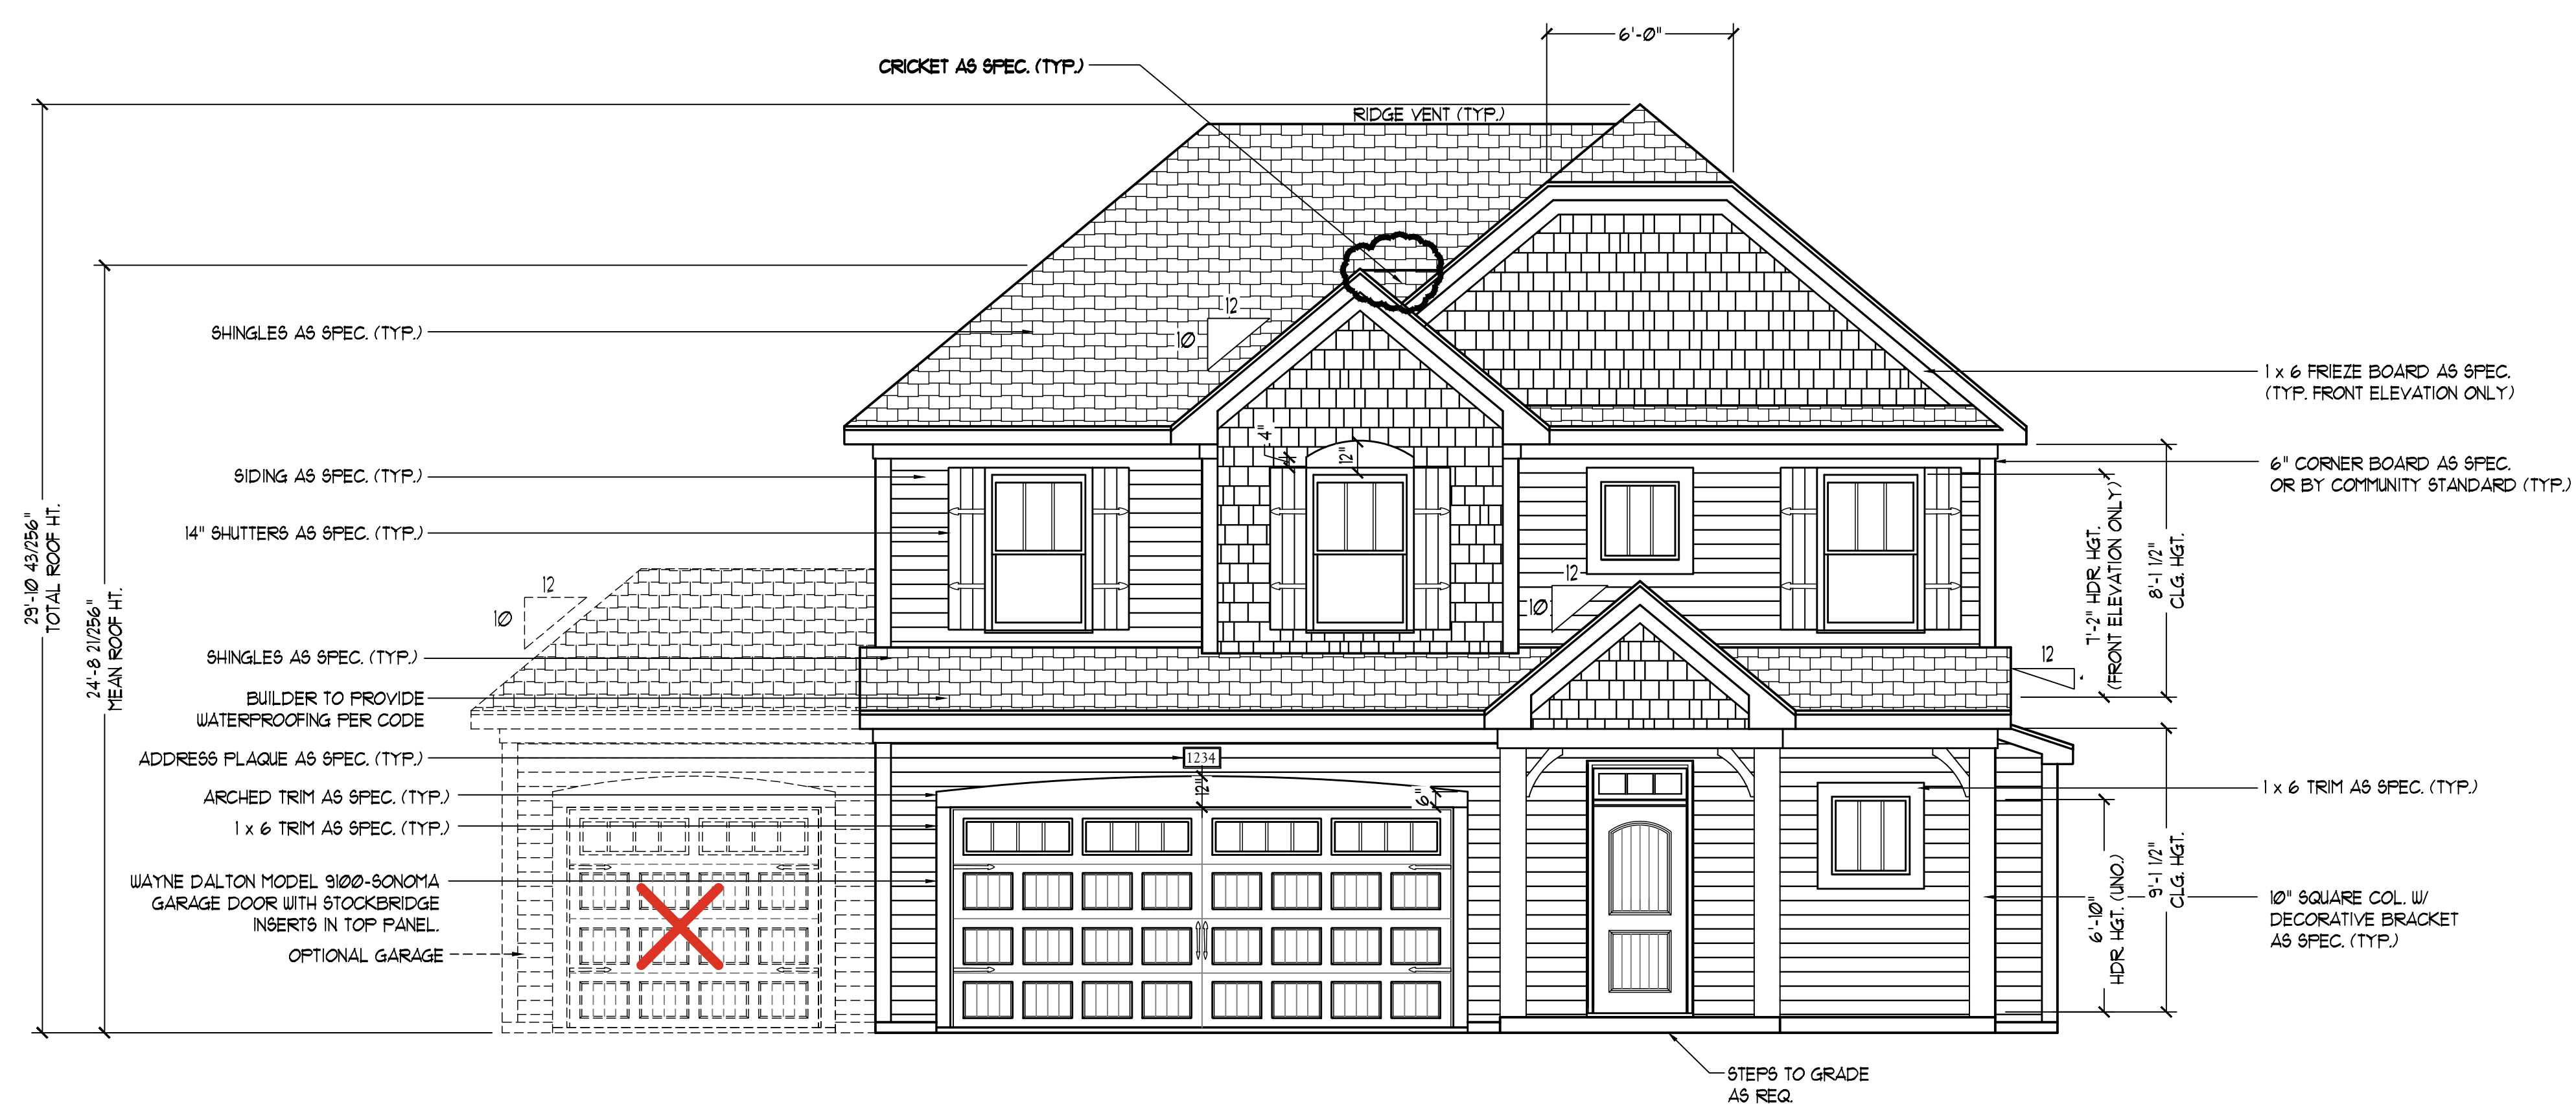 6'-0"
CRICKET AS SPEC. (TYP.)
RIDGE VENT (TYP.)
12
10
SHINGLES AS SPEC. (TYP.)
1 x 6 FRIEZE BOARD AS SPEC.
(TYP. FRONT ELEVATION ONLY)
4"
12"
SIDING AS SPEC. (TYP.)
6" CORNER BOARD AS SPEC.
OR BY COMMUNITY STANDARD (TYP.)
14" SHUTTERS AS SPEC. (TYP.)
29'-10 43/256"
TOTAL ROOF HT.
24'-8 21/256"
MEAN ROOF HT.
7'-2" HDR. HGT.
(FRONT ELEVATION ONLY)
8'-1 1/2"
CLG. HGT.
12
10
12
10
SHINGLES AS SPEC. (TYP.)
12
BUILDER TO PROVIDE
WATERPROOFING PER CODE
ADDRESS PLAQUE AS SPEC. (TYP.)
1234
12"
6"
ARCHED TRIM AS SPEC. (TYP.)
1 x 6 TRIM AS SPEC. (TYP.)
1 x 6 TRIM AS SPEC. (TYP.)
WAYNE DALTON MODEL 9100-SONOMA
GARAGE DOOR WITH STOCKBRIDGE
INSERTS IN TOP PANEL.
OPTIONAL GARAGE
6'-10"
HDR HGT. (UNO.)
9'-1 1/2"
CLG. HGT.
10" SQUARE COL. W/
DECORATIVE BRACKET
AS SPEC. (TYP.)
STEPS TO GRADE
AS REQ.